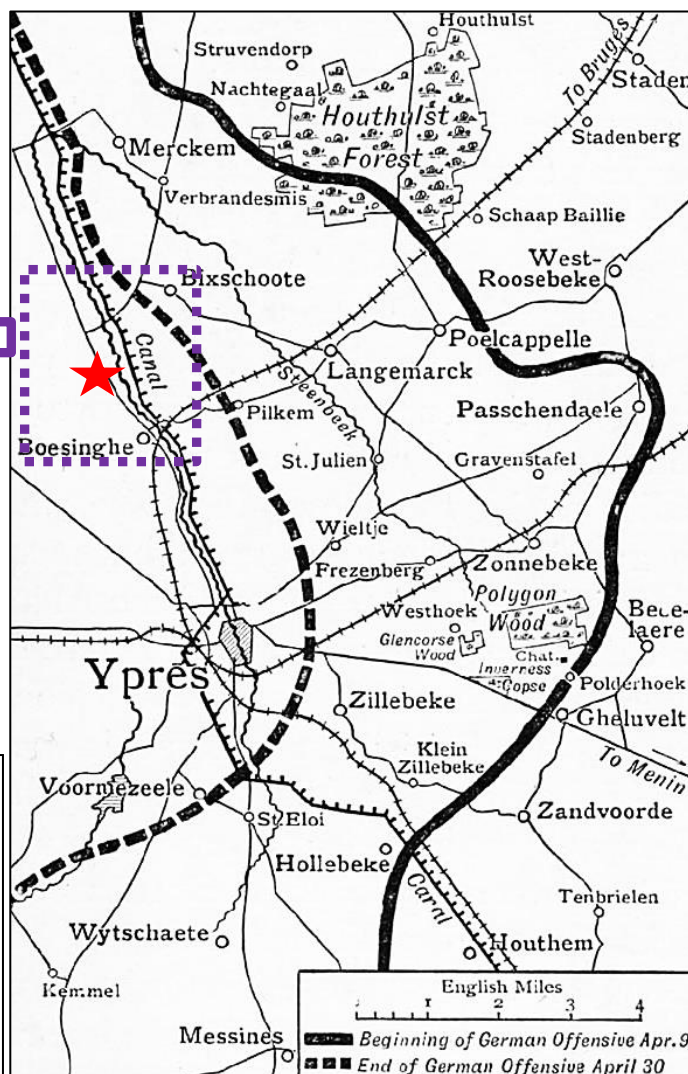 Houthulst
Struvendorp
To Bruges
Staden
Nachtegaal
Houthulst
Forest
Stadenberg
Merckem
Verbrandesmis
Schaap Baillie
West-
Roosebeke
Bixschoote
Canal
Poelcappelle
Langemarck
Steenbeek
Passchendaele
Pilkem
Boesinghe
St. Julien
Gravenstafel
Wieltje
Frezenberg
Zonnebeke
Polygon
Wood
Westhoek
Glencorse
Wood
Bece-
laere
Chat.
Inverness
Copse
Polderhoek
Ypres
Zillebeke
Gheluvelt
Klein
Zillebeke
To Menin
Voormezeele
St. Eloi
Zandvoorde
Hollebeke
Canal
Tenbrielen
Wytschaete
Houthem
Kemmel
English Miles
1 2 3 4
Messines
Beginning of German Offensive Apr. 9
End of German Offensive April 30